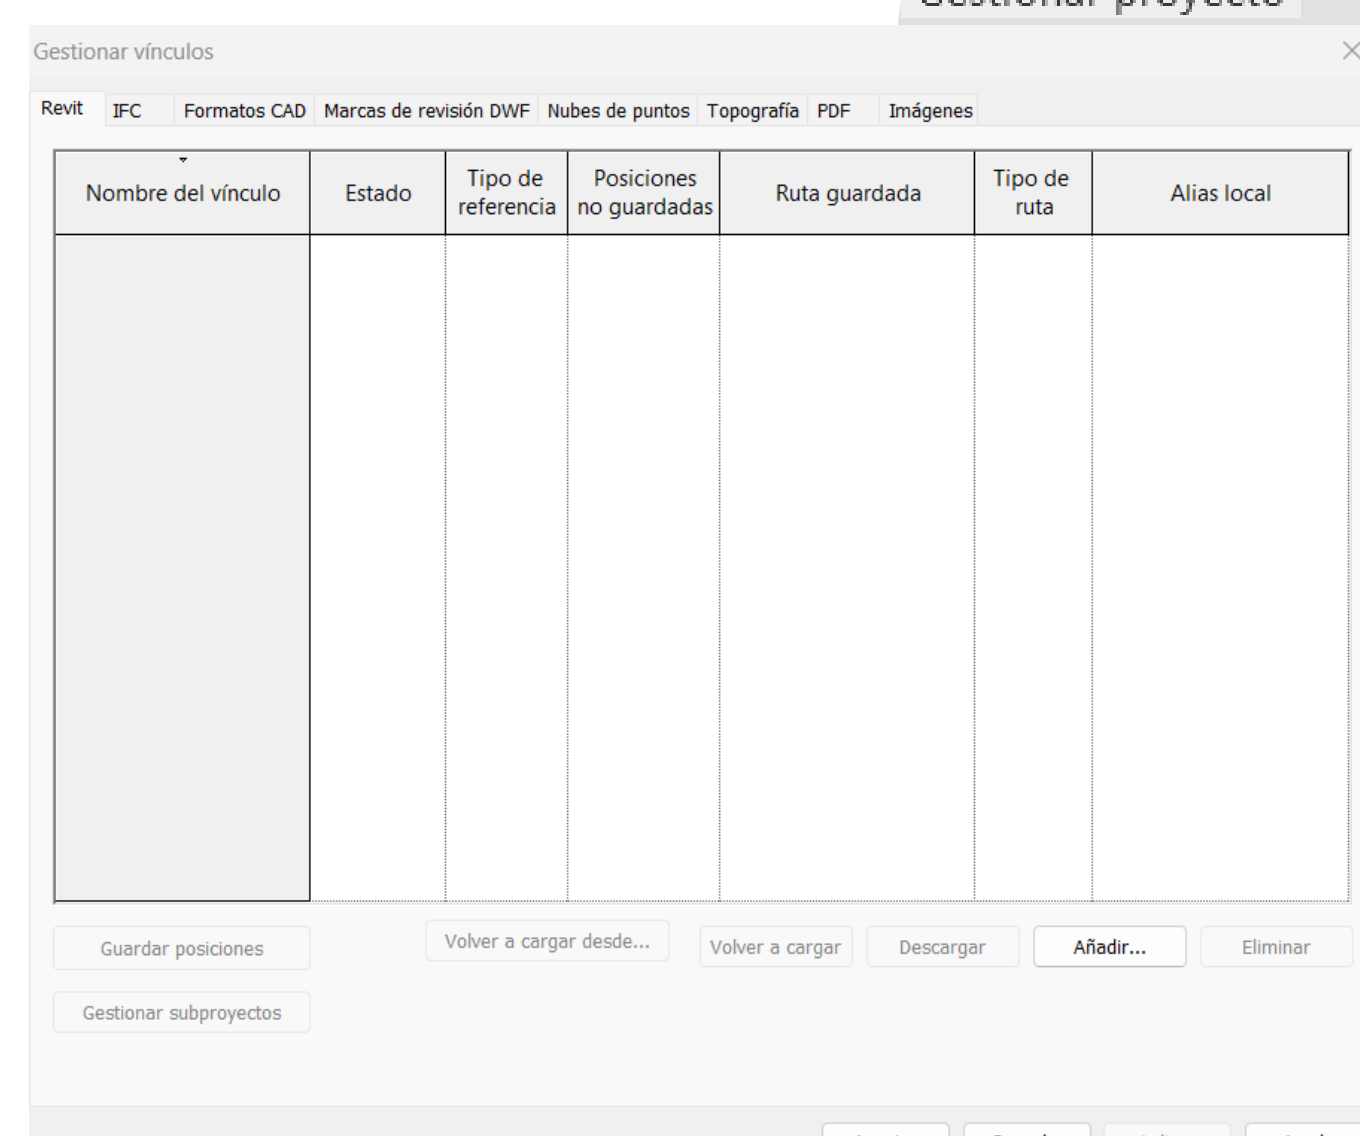 Gestionar proyecto
Gestionar vínculos
Revit IFC Formatos CAD Marcas de revisión DWF Nubes de puntos Topografía PDF Imágenes
Nombre del vínculo Estado Tipo de referencia Posiciones no guardadas Ruta guardada Tipo de ruta Alias local
Guardar posiciones Volver a cargar desde... Volver a cargar Descargar Añadir... Eliminar
Gestionar subproyectos